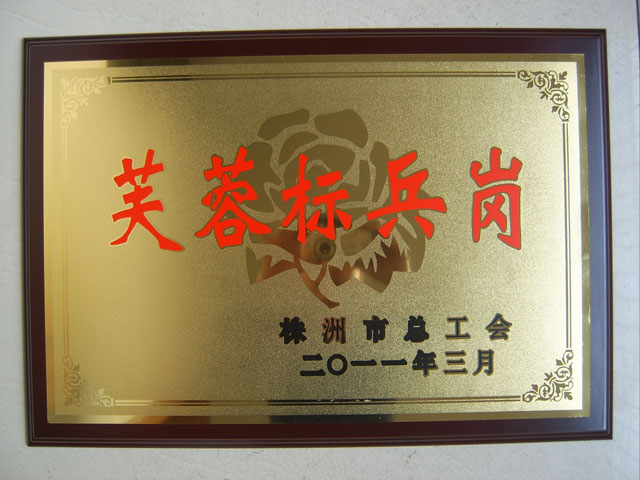 芙蓉标兵岗
株洲市总工会
二〇一一年三月